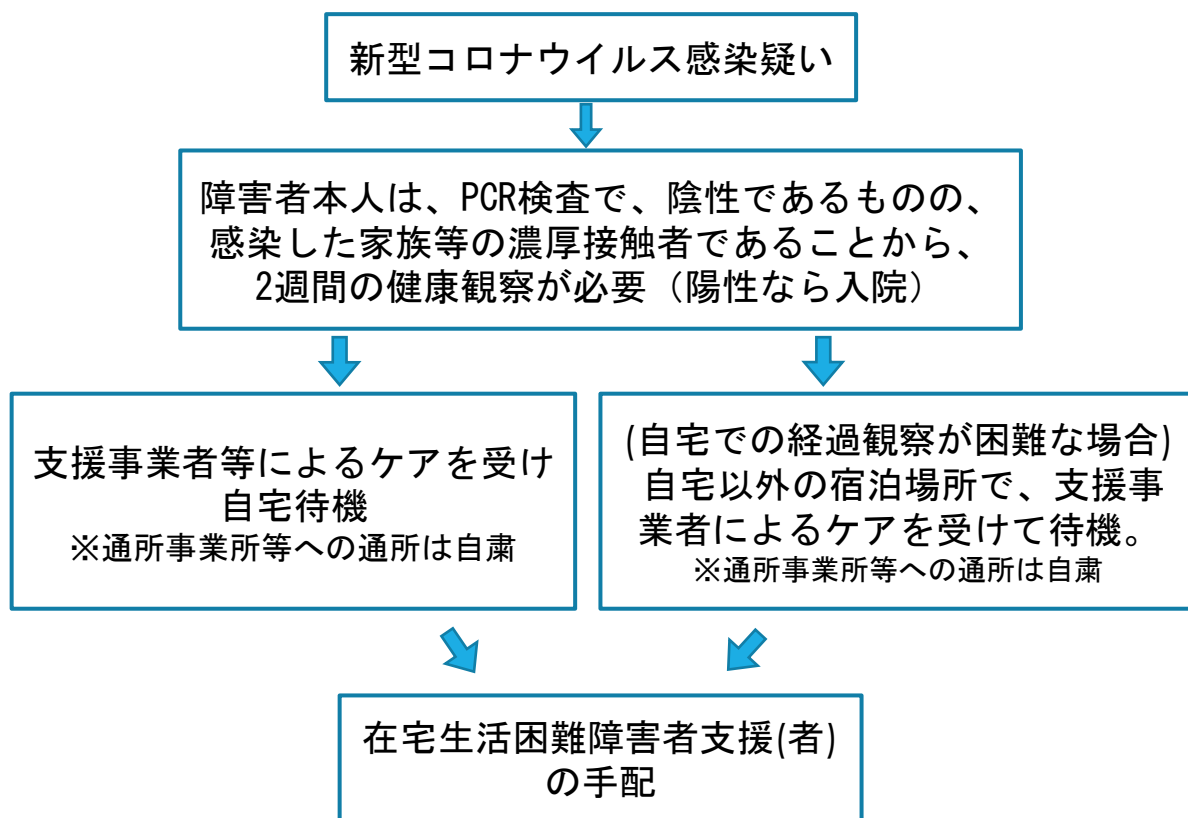 新型コロナウイルス感染疑い
障害者本人は、PCR検査で、陰性であるものの、
感染した家族等の濃厚接触者であることから、
2週間の健康観察が必要（陽性なら入院）
支援事業者等によるケアを受け
自宅待機
※通所事業所等への通所は自粛
(自宅での経過観察が困難な場合)
自宅以外の宿泊場所で、支援事
業者によるケアを受けて待機。
※通所事業所等への通所は自粛
在宅生活困難障害者支援(者)
の手配